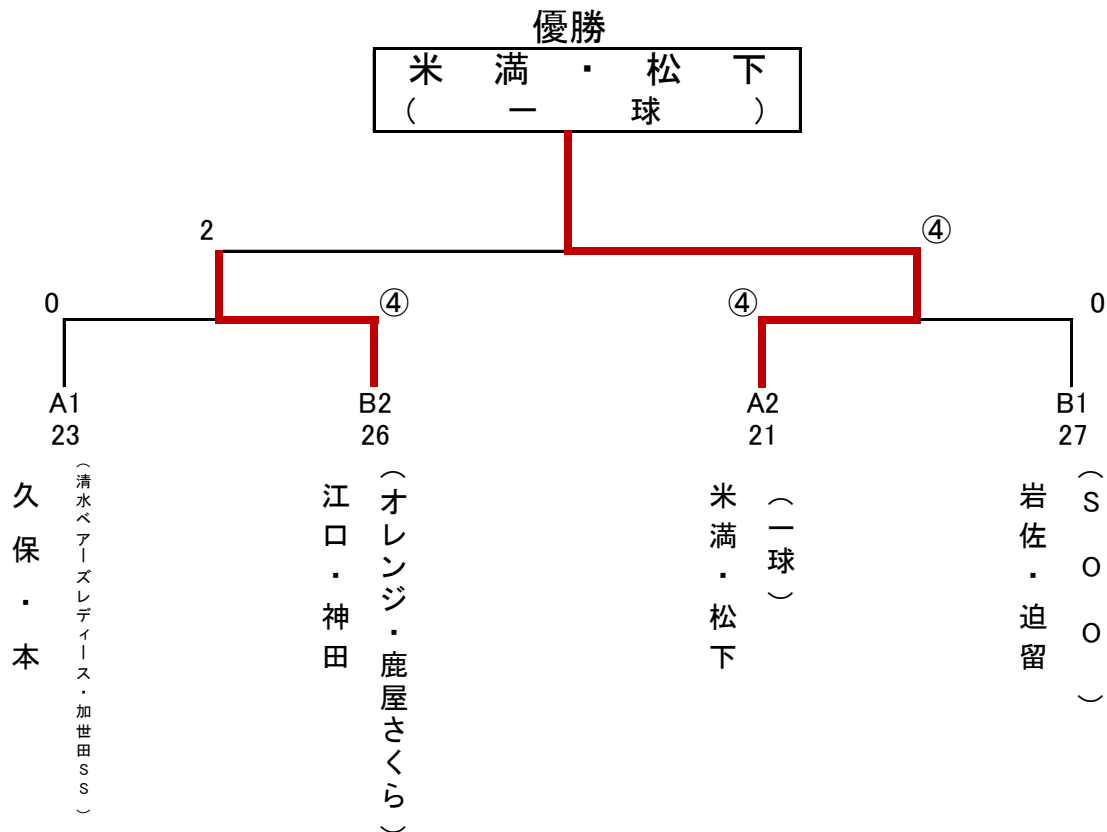 優勝
米満・松下
(一球)
2
④
0
④
④
0
A1
23
B2
26
A2
21
B1
27
久保・本
(清水ベアーズレディース・加世田SS)
江口・神田
(オレンジ・鹿屋さくら)
米満・松下
(一球)
岩佐・迫留
(SOO)